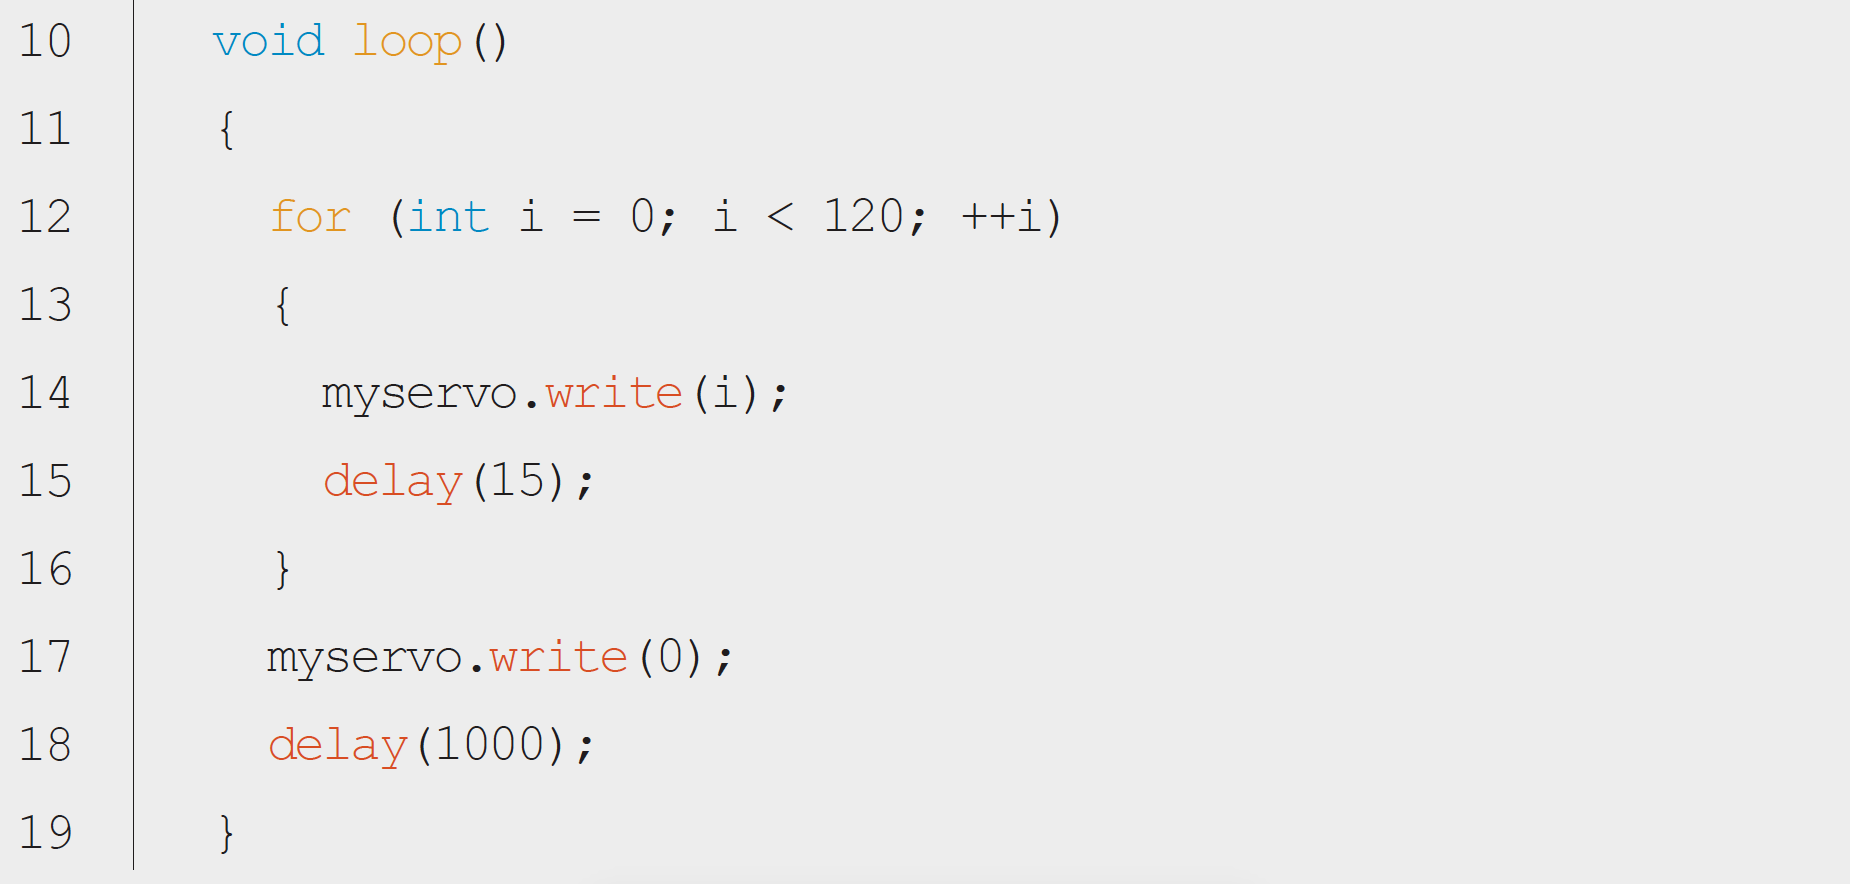 10 void loop()
11 {
12 for (int i = 0; i < 120; ++i)
13 {
14 myservo.write(i);
15 delay(15);
16 }
17 myservo.write(0);
18 delay(1000);
19 }